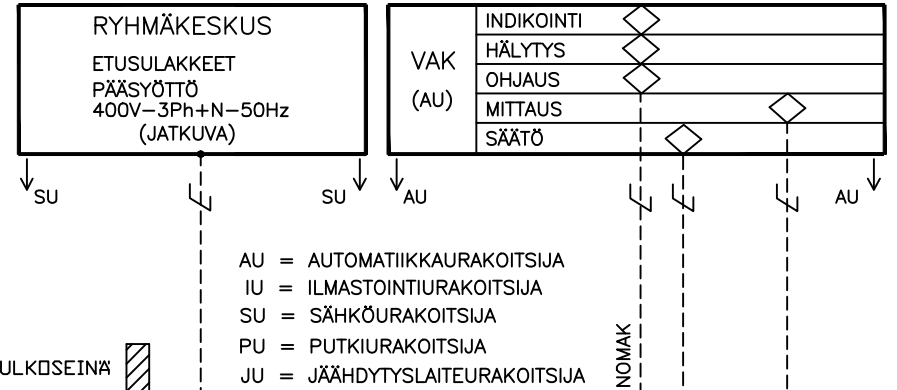 RYHMÄKESKUS
ETUSULAKKEET
PÄÄSYÖTTÖ
400V-3Ph+N-50Hz
(JATKUVA)
VAK
(AU)
INDIKOINTI
HÄLYTYS
OHJAUS
MITTAUS
SÄÄTÖ
SU
SU
AU
AU
AU = AUTOMATIIKKAURAKOITSIJA
IU = ILMASTOINTIURAKOITSIJA
SU = SÄHKÖURAKOITSIJA
PU = PUTKIURAKOITSIJA
JU = JÄÄHDYTYSLAITEURAKOITSIJA
ULKOSEINÄ
NOMAK